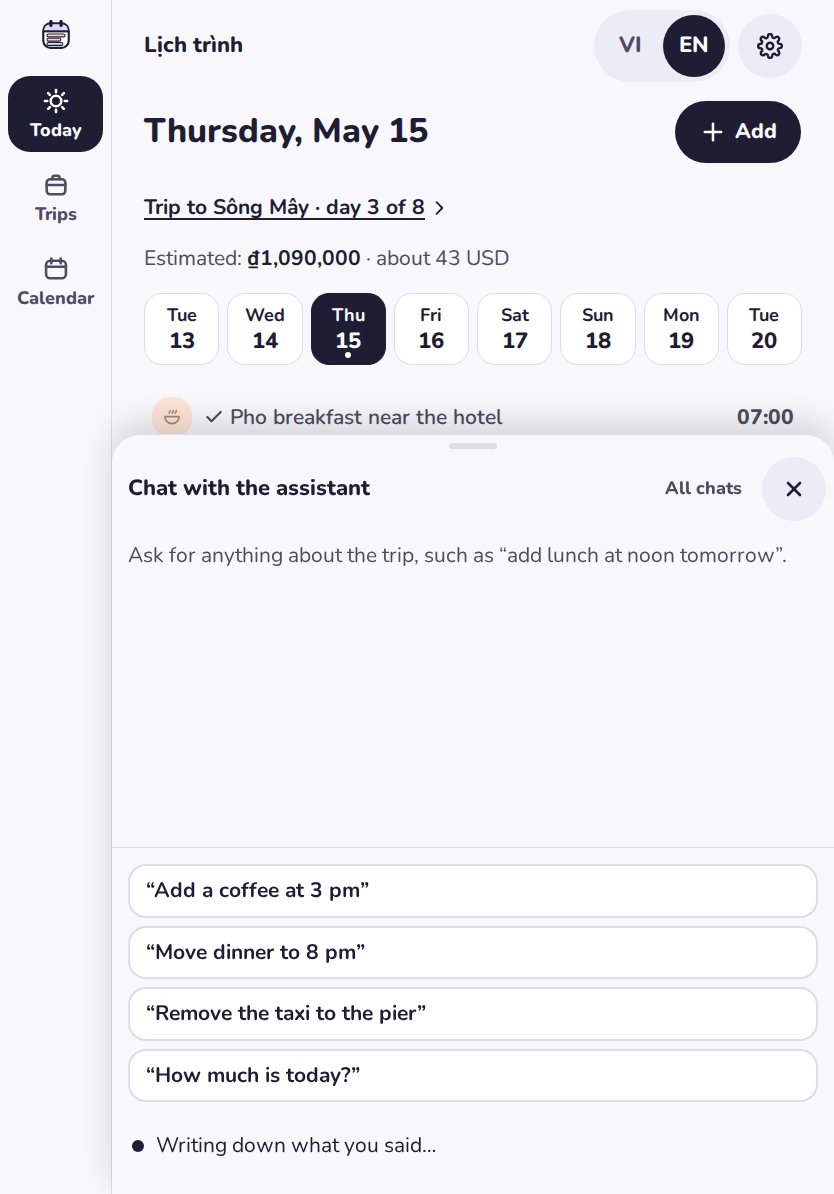 Lịch trình
VI
EN
Today
Trips
Calendar
Thursday, May 15
Add
Trip to Sông Mây · day 3 of 8
Estimated: ₫1,090,000 · about 43 USD
Tue
13
Wed
14
Thu
15
Fri
16
Sat
17
Sun
18
Mon
19
Tue
20
Pho breakfast near the hotel
07:00
Chat with the assistant
All chats
Ask for anything about the trip, such as “add lunch at noon tomorrow”.
“Add a coffee at 3 pm”
“Move dinner to 8 pm”
“Remove the taxi to the pier”
“How much is today?”
Writing down what you said…